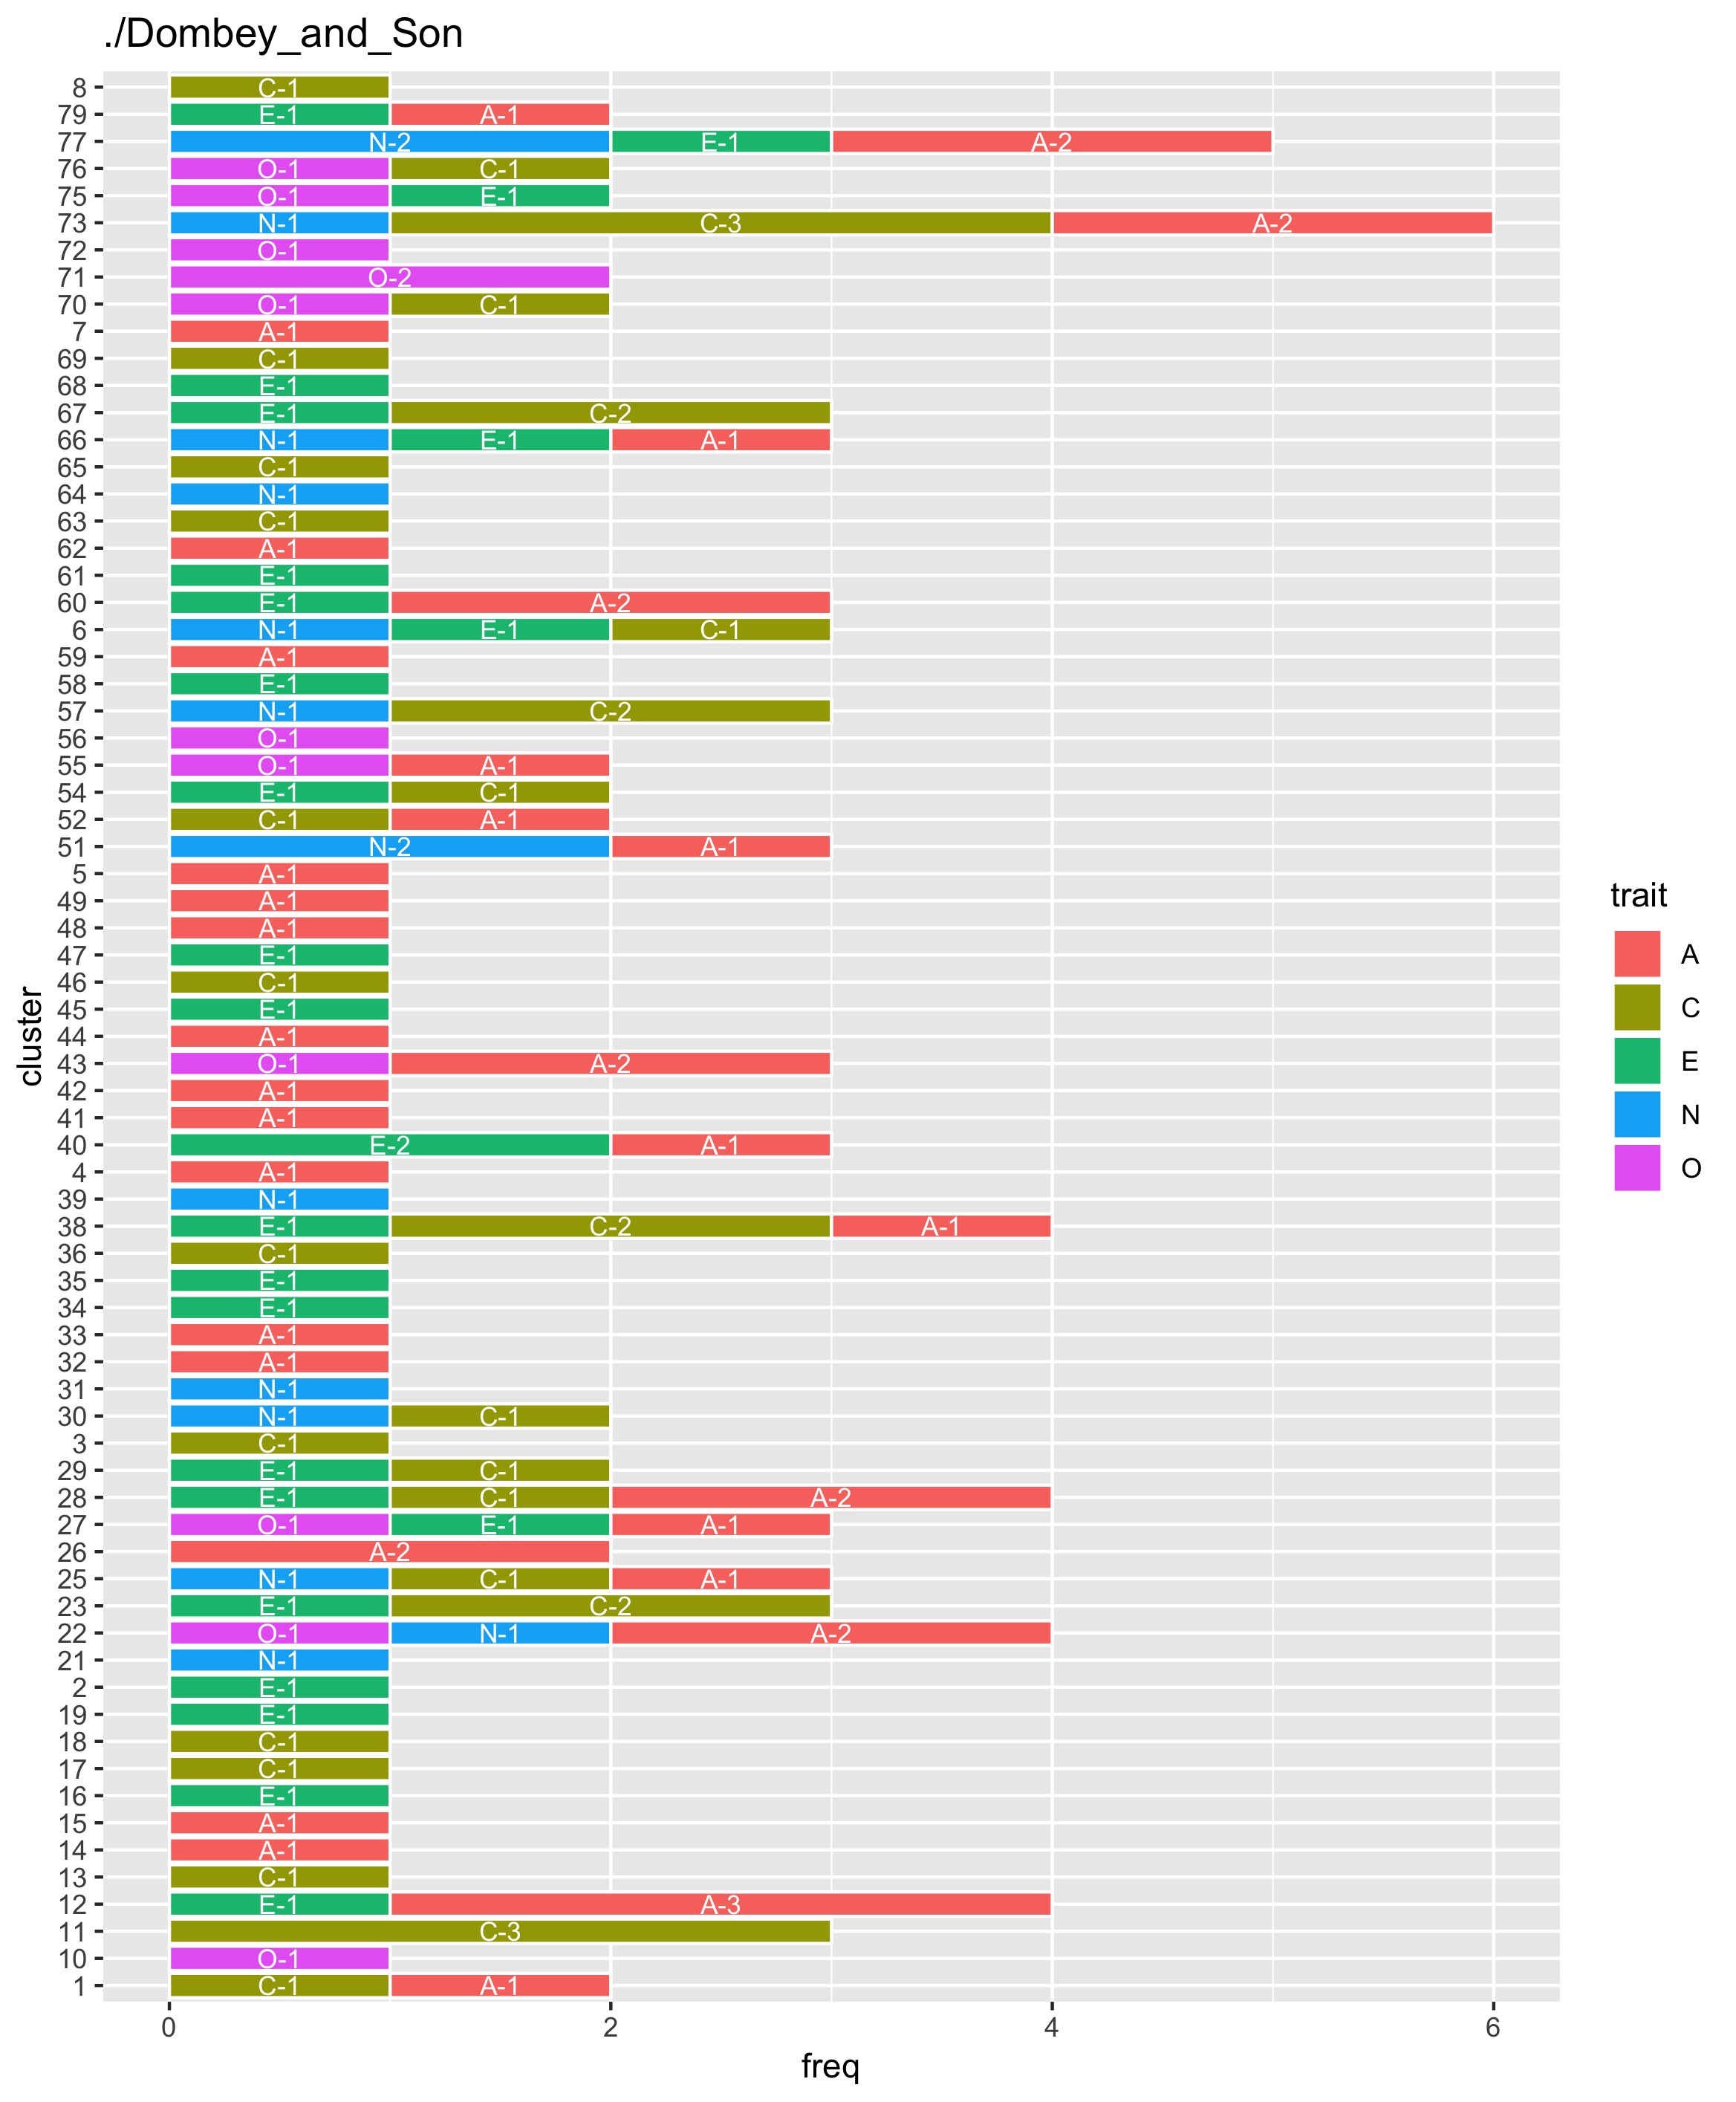 ./Dombey_and_Son
8 C-1
79 E-1 A-1
77 N-2 E-1 A-2
76 O-1 C-1
75 O-1 E-1
73 N-1 C-3 A-2
72 O-1
71 O-2
70 O-1 C-1
7 A-1
69 C-1
68 E-1
67 E-1 C-2
66 N-1 E-1 A-1
65 C-1
64 N-1
63 C-1
62 A-1
61 E-1
60 E-1 A-2
6 N-1 E-1 C-1
59 A-1
58 E-1
57 N-1 C-2
56 O-1
55 O-1 A-1
54 E-1 C-1
52 C-1 A-1
51 N-2 A-1
5 A-1
49 A-1
48 A-1
47 E-1
46 C-1
45 E-1
44 A-1
43 O-1 A-2
42 A-1
41 A-1
40 E-2 A-1
4 A-1
39 N-1
38 E-1 C-2 A-1
36 C-1
35 E-1
34 E-1
33 A-1
32 A-1
31 N-1
30 N-1 C-1
3 C-1
29 E-1 C-1
28 E-1 C-1 A-2
27 O-1 E-1 A-1
26 A-2
25 N-1 C-1 A-1
23 E-1 C-2
22 O-1 N-1 A-2
21 N-1
2 E-1
19 E-1
18 C-1
17 C-1
16 E-1
15 A-1
14 A-1
13 C-1
12 E-1 A-3
11 C-3
10 O-1
1 C-1 A-1
0 2 4 6
freq
cluster
trait
A
C
E
N
O